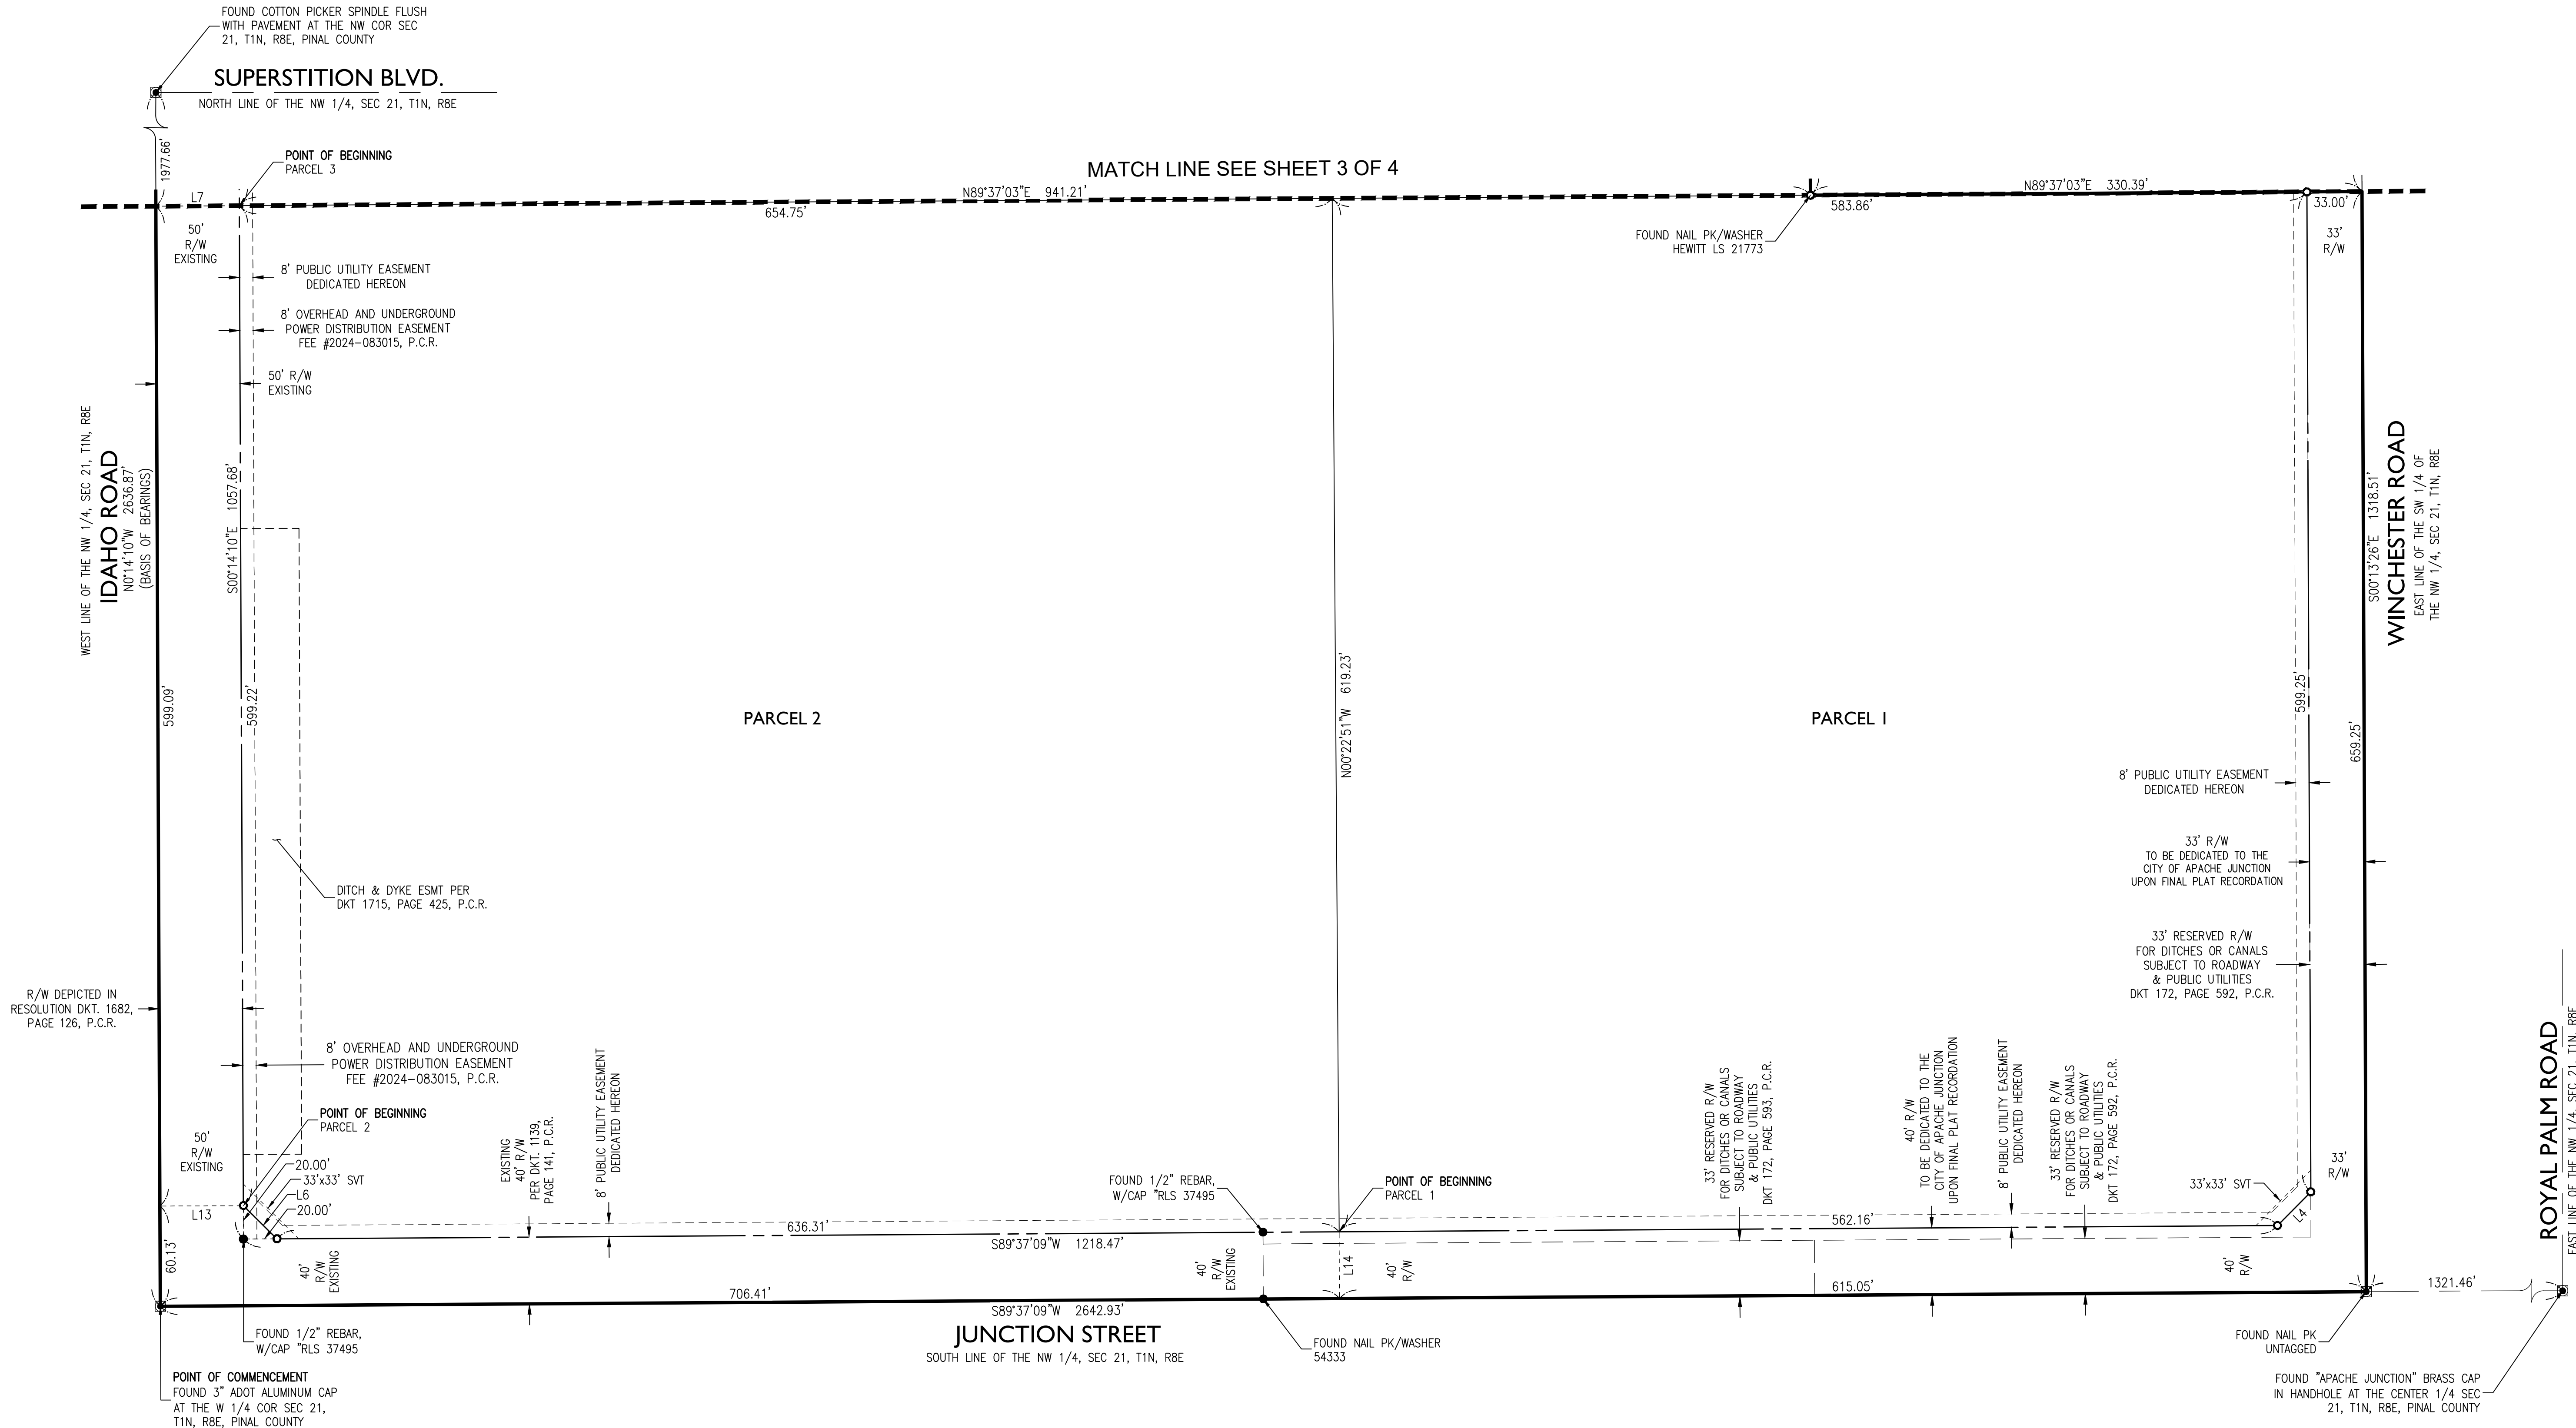 FOUND COTTON PICKER SPINDLE FLUSH
WITH PAVEMENT AT THE NW COR SEC
21, T1N, R8E, PINAL COUNTY
SUPERSTITION BLVD.
NORTH LINE OF THE NW 1/4, SEC 21, T1N, R8E
1977.66'
POINT OF BEGINNING
PARCEL 3
MATCH LINE SEE SHEET 3 OF 4
L7
N89°37'03"E 941.21'
654.75'
N89°37'03"E 330.39'
583.86'
33.00'
50'
R/W
EXISTING
FOUND NAIL PK/WASHER
HEWITT LS 21773
33'
R/W
8' PUBLIC UTILITY EASEMENT
DEDICATED HEREON
8' OVERHEAD AND UNDERGROUND
POWER DISTRIBUTION EASEMENT
FEE #2024-083015, P.C.R.
50' R/W
EXISTING
WEST LINE OF THE NW 1/4, SEC 21, T1N, R8E
IDAHO ROAD
N0°14'10"W 2636.87'
(BASIS OF BEARINGS)
599.09'
S00°14'10"E 1057.68'
599.22'
PARCEL 2
N00°22'51"W 619.23'
PARCEL 1
599.25'
659.25'
S00°13'26"E 1318.51'
WINCHESTER ROAD
EAST LINE OF THE SW 1/4 OF
THE NW 1/4, SEC 21, T1N, R8E
8' PUBLIC UTILITY EASEMENT
DEDICATED HEREON
33' R/W
TO BE DEDICATED TO THE
CITY OF APACHE JUNCTION
UPON FINAL PLAT RECORDATION
DITCH & DYKE ESMT PER
DKT 1715, PAGE 425, P.C.R.
33' RESERVED R/W
FOR DITCHES OR CANALS
SUBJECT TO ROADWAY
& PUBLIC UTILITIES
DKT 172, PAGE 592, P.C.R.
R/W DEPICTED IN
RESOLUTION DKT. 1682,
PAGE 126, P.C.R.
8' OVERHEAD AND UNDERGROUND
POWER DISTRIBUTION EASEMENT
FEE #2024-083015, P.C.R.
POINT OF BEGINNING
PARCEL 2
50'
R/W
EXISTING
20.00'
33'x33' SVT
L6
20.00'
L13
60.13'
EXISTING
40' R/W
PER DKT. 1139,
PAGE 141, P.C.R.
8' PUBLIC UTILITY EASEMENT
DEDICATED HEREON
FOUND 1/2" REBAR,
W/CAP "RLS 37495
POINT OF BEGINNING
PARCEL 1
33' RESERVED R/W
FOR DITCHES OR CANALS
SUBJECT TO ROADWAY
& PUBLIC UTILITIES
DKT 172, PAGE 593, P.C.R.
40' R/W
TO BE DEDICATED TO THE
CITY OF APACHE JUNCTION
UPON FINAL PLAT RECORDATION
8' PUBLIC UTILITY EASEMENT
DEDICATED HEREON
33' RESERVED R/W
FOR DITCHES OR CANALS
SUBJECT TO ROADWAY
& PUBLIC UTILITIES
DKT 172, PAGE 592, P.C.R.
33'x33' SVT
33'
R/W
L4
ROYAL PALM ROAD
EAST LINE OF THE NW 1/4, SEC 21, T1N, R8E
636.31'
S89°37'09"W 1218.47'
562.16'
40'
R/W
EXISTING
40'
R/W
EXISTING
L14
40'
R/W
40'
R/W
706.41'
S89°37'09"W 2642.93'
615.05'
1321.46'
JUNCTION STREET
SOUTH LINE OF THE NW 1/4, SEC 21, T1N, R8E
FOUND 1/2" REBAR,
W/CAP "RLS 37495
FOUND NAIL PK/WASHER
54333
FOUND NAIL PK
UNTAGGED
POINT OF COMMENCEMENT
FOUND 3" ADOT ALUMINUM CAP
AT THE W 1/4 COR SEC 21,
T1N, R8E, PINAL COUNTY
FOUND "APACHE JUNCTION" BRASS CAP
IN HANDHOLE AT THE CENTER 1/4 SEC
21, T1N, R8E, PINAL COUNTY